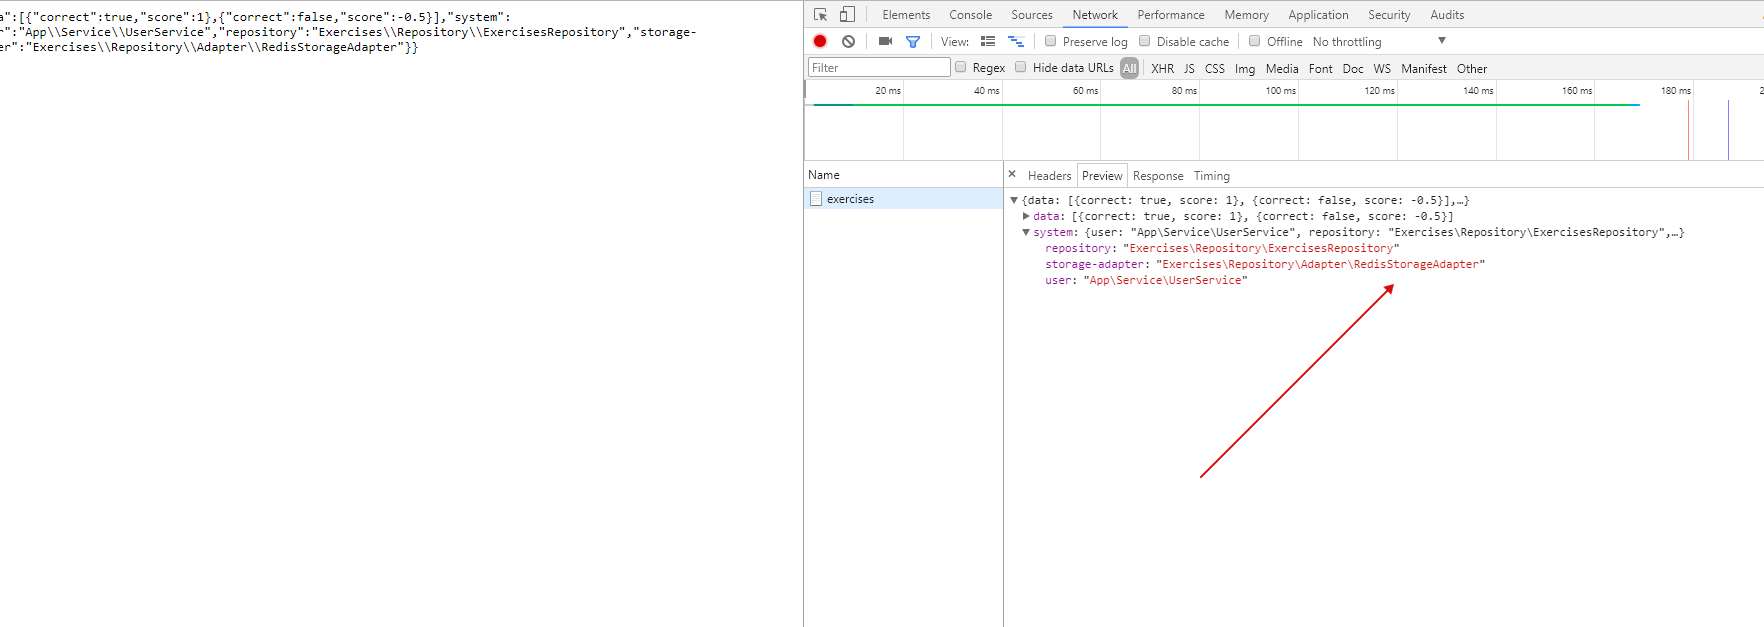 a":[{"correct":true,"score":1},{"correct":false,"score":-0.5}],"system":
r":"App\\Service\\UserService","repository":"Exercises\\Repository\\ExercisesRepository","storage-
er":"Exercises\\Repository\\Adapter\\RedisStorageAdapter"}}
Elements Console Sources Network Performance Memory Application Security Audits
View: Preserve log Disable cache Offline No throttling
Filter Regex Hide data URLs All XHR JS CSS Img Media Font Doc WS Manifest Other
20 ms 40 ms 60 ms 80 ms 100 ms 120 ms 140 ms 160 ms 180 ms 2
Name
exercises
× Headers Preview Response Timing
▼{data: [{correct: true, score: 1}, {correct: false, score: -0.5}],…}
▶data: [{correct: true, score: 1}, {correct: false, score: -0.5}]
▼system: {user: "App\Service\UserService", repository: "Exercises\Repository\ExercisesRepository",…}
repository: "Exercises\Repository\ExercisesRepository"
storage-adapter: "Exercises\Repository\Adapter\RedisStorageAdapter"
user: "App\Service\UserService"